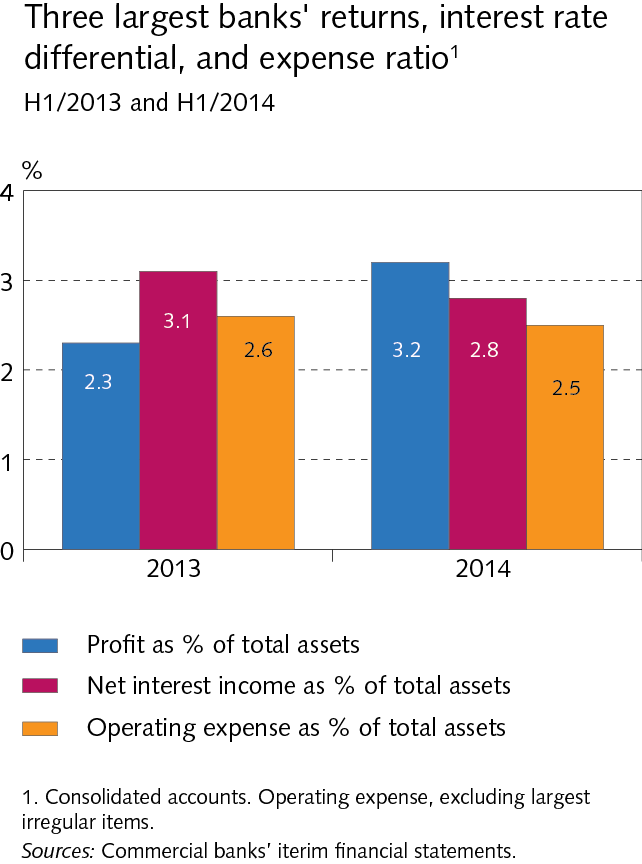 Three largest banks' returns, interest rate
differential, and expense ratio¹
H1/2013 and H1/2014
%
4
3
2
1
0
2.3
3.1
2.6
3.2
2.8
2.5
2013
2014
Profit as % of total assets
Net interest income as % of total assets
Operating expense as % of total assets
1. Consolidated accounts. Operating expense, excluding largest
irregular items.
Sources: Commercial banks’ iterim financial statements.